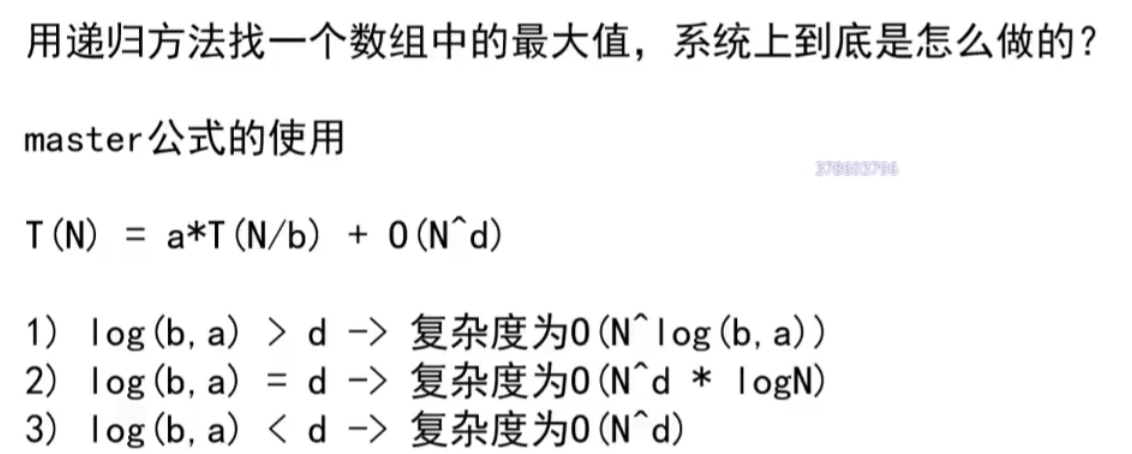 用递归方法找一个数组中的最大值，系统上到底是怎么做的？
master公式的使用
378603796
T(N) = a*T(N/b) + O(N^d)
1) log(b,a) > d -> 复杂度为O(N^log(b,a))
2) log(b,a) = d -> 复杂度为O(N^d * logN)
3) log(b,a) < d -> 复杂度为O(N^d)